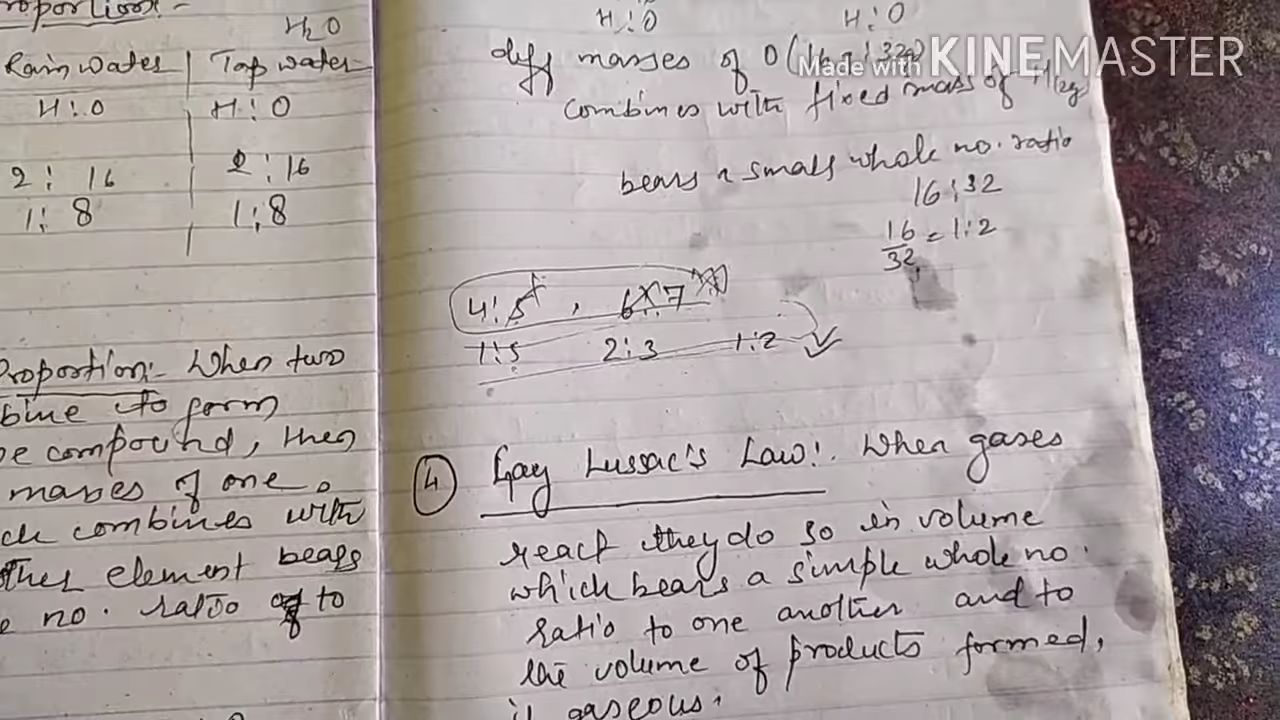 roportion:-
H2O
Rain water | Tap water
H:O H:O
2 : 16 2 : 16
1 : 8 1 : 8
Proportion:- When two
bine to form
compound, then
masses of one
combines with
element bears
no. ratio to
H:O H:O
diff masses of O (16g : 32g)
combines with fixed mass of H(2g)
bears a small whole no. ratio
16:32
16/32 = 1:2
4:5 , 6:7
1:5 2:3 1:2
4 Gay Lussac's Law:. When gases
react they do so in volume
which bears a simple whole no.
ratio to one another and to
the volume of products formed,
if gaseous.
Made with KINEMASTER